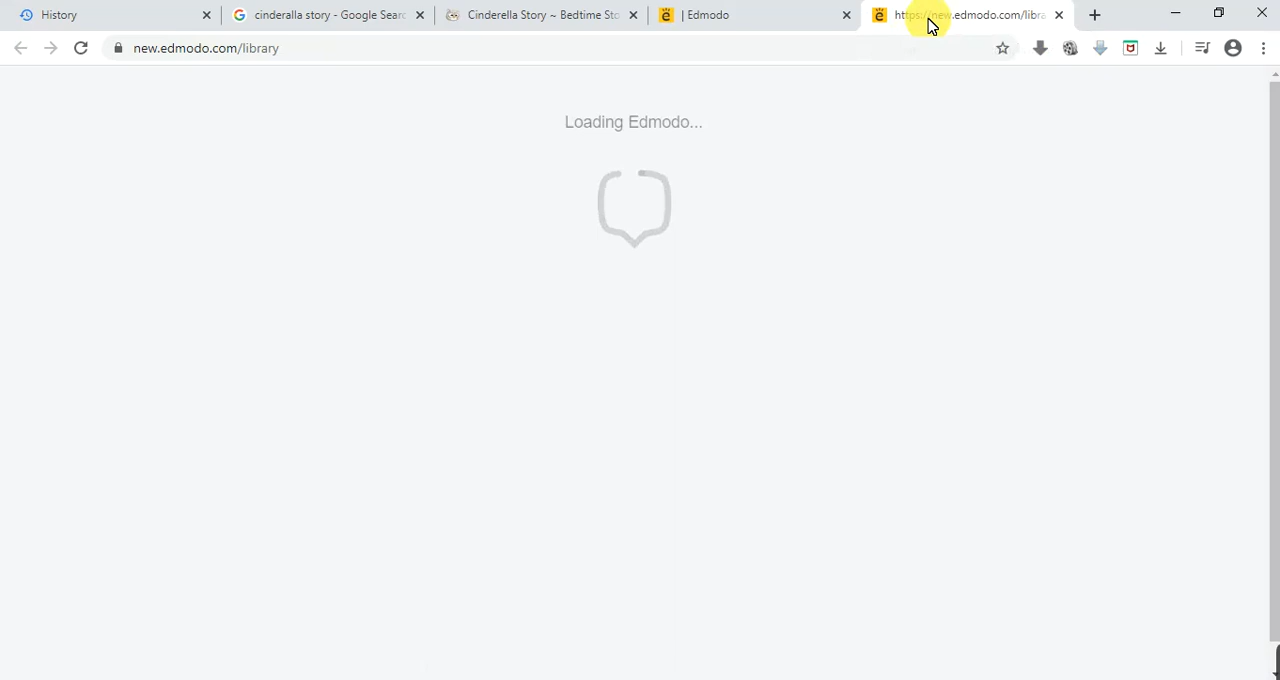 History
cinderalla story - Google Searc
Cinderella Story ~ Bedtime Sto
| Edmodo
https://new.edmodo.com/libra
new.edmodo.com/library
Loading Edmodo...